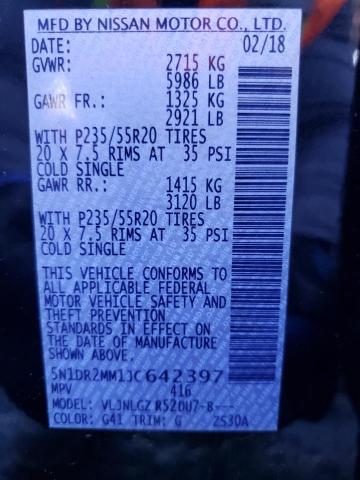 MFD BY NISSAN MOTOR CO., LTD.
DATE: 02/18
GVWR: 2715 KG
5986 LB
GAWR FR.: 1325 KG
2921 LB
WITH P235/55R20 TIRES
20 X 7.5 RIMS AT 35 PSI
COLD SINGLE
GAWR RR: 1415 KG
3120 LB
WITH P235/55R20 TIRES
20 X 7.5 RIMS AT 35 PSI
COLD SINGLE
THIS VEHICLE CONFORMS TO
ALL APPLICABLE FEDERAL
MOTOR VEHICLE SAFETY AND
THEFT PREVENTION
STANDARDS IN EFFECT ON
THE DATE OF MANUFACTURE
SHOWN ABOVE.
5N1DR2MM1JC642397
MPV 416
MODEL: VLJNLGZ R52DU7-B---
COLOR: G41 TRIM: G 2S30A